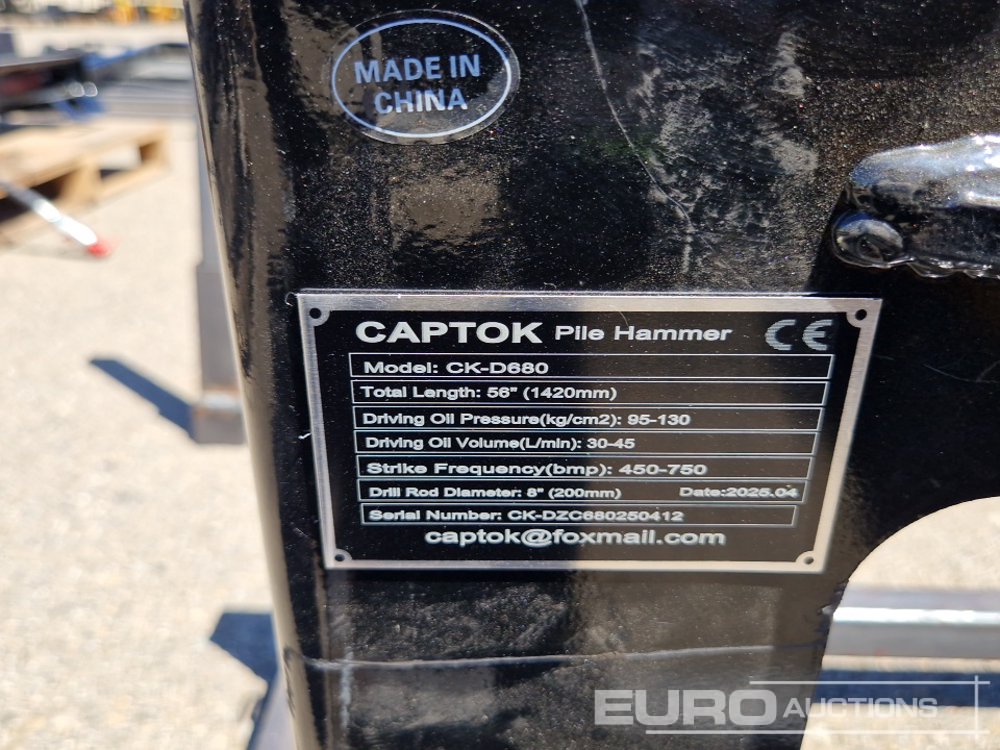 MADE IN
CHINA
CAPTOK Pile Hammer CE
Model: CK-D680
Total Length: 56" (1420mm)
Driving Oil Pressure(kg/cm2): 95-130
Driving Oil Volume(L/min): 30-45
Strike Frequency(bmp): 450-750
Drill Rod Diameter: 8" (200mm) Date:2025.04
Serial Number: CK-DZC680250412
captok@foxmail.com
EURO AUCTIONS